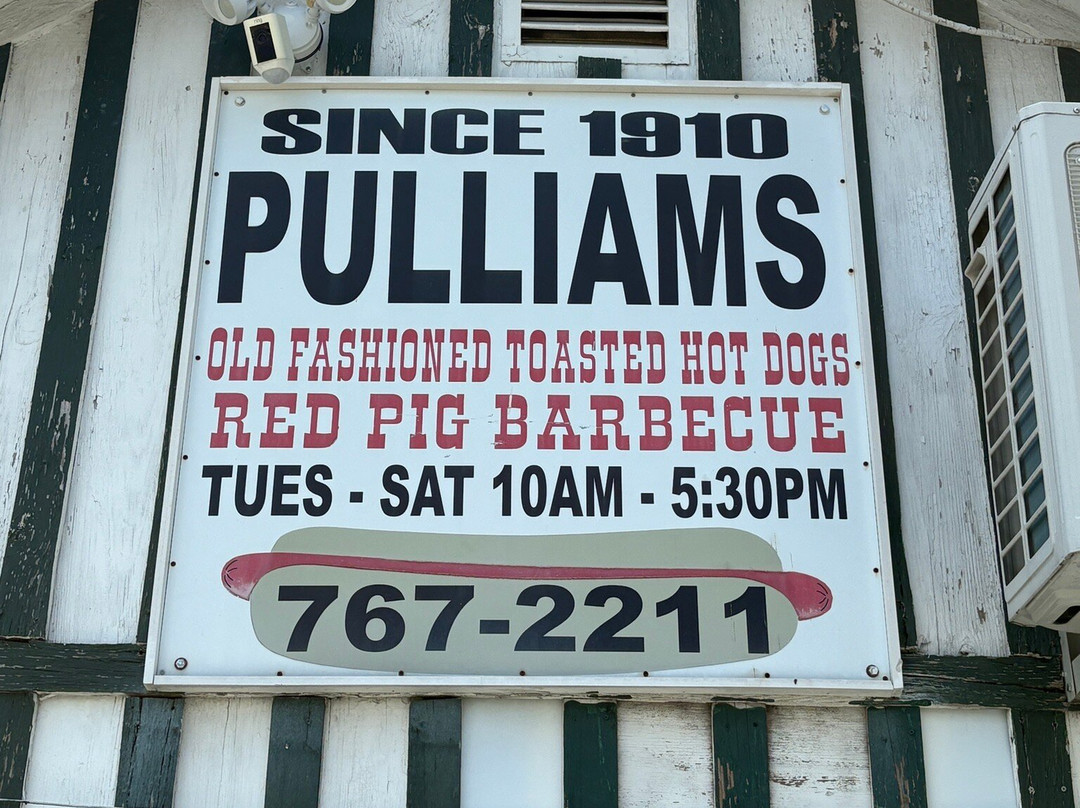 SINCE 1910
PULLIAMS
OLD FASHIONED TOASTED HOT DOGS
RED PIG BARBECUE
TUES - SAT 10AM - 5:30PM
767-2211